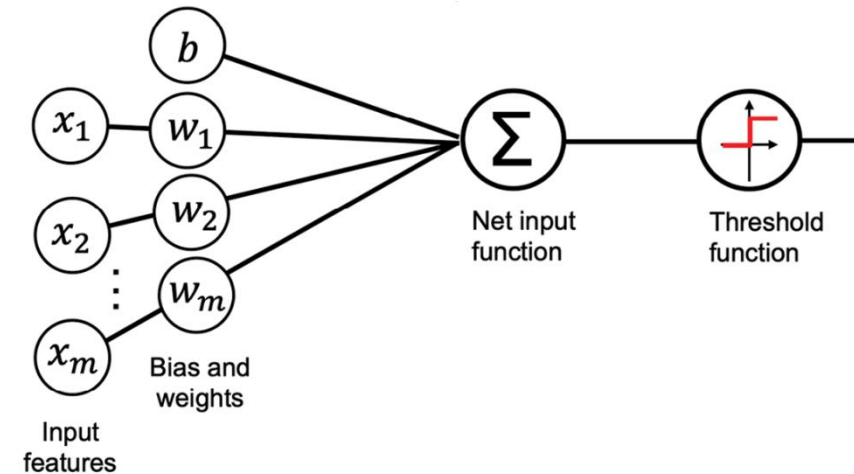 b
x₁
w₁
x₂
w₂
⋮
wₘ
xₘ
Σ
Net input
function
Threshold
function
Bias and
weights
Input
features